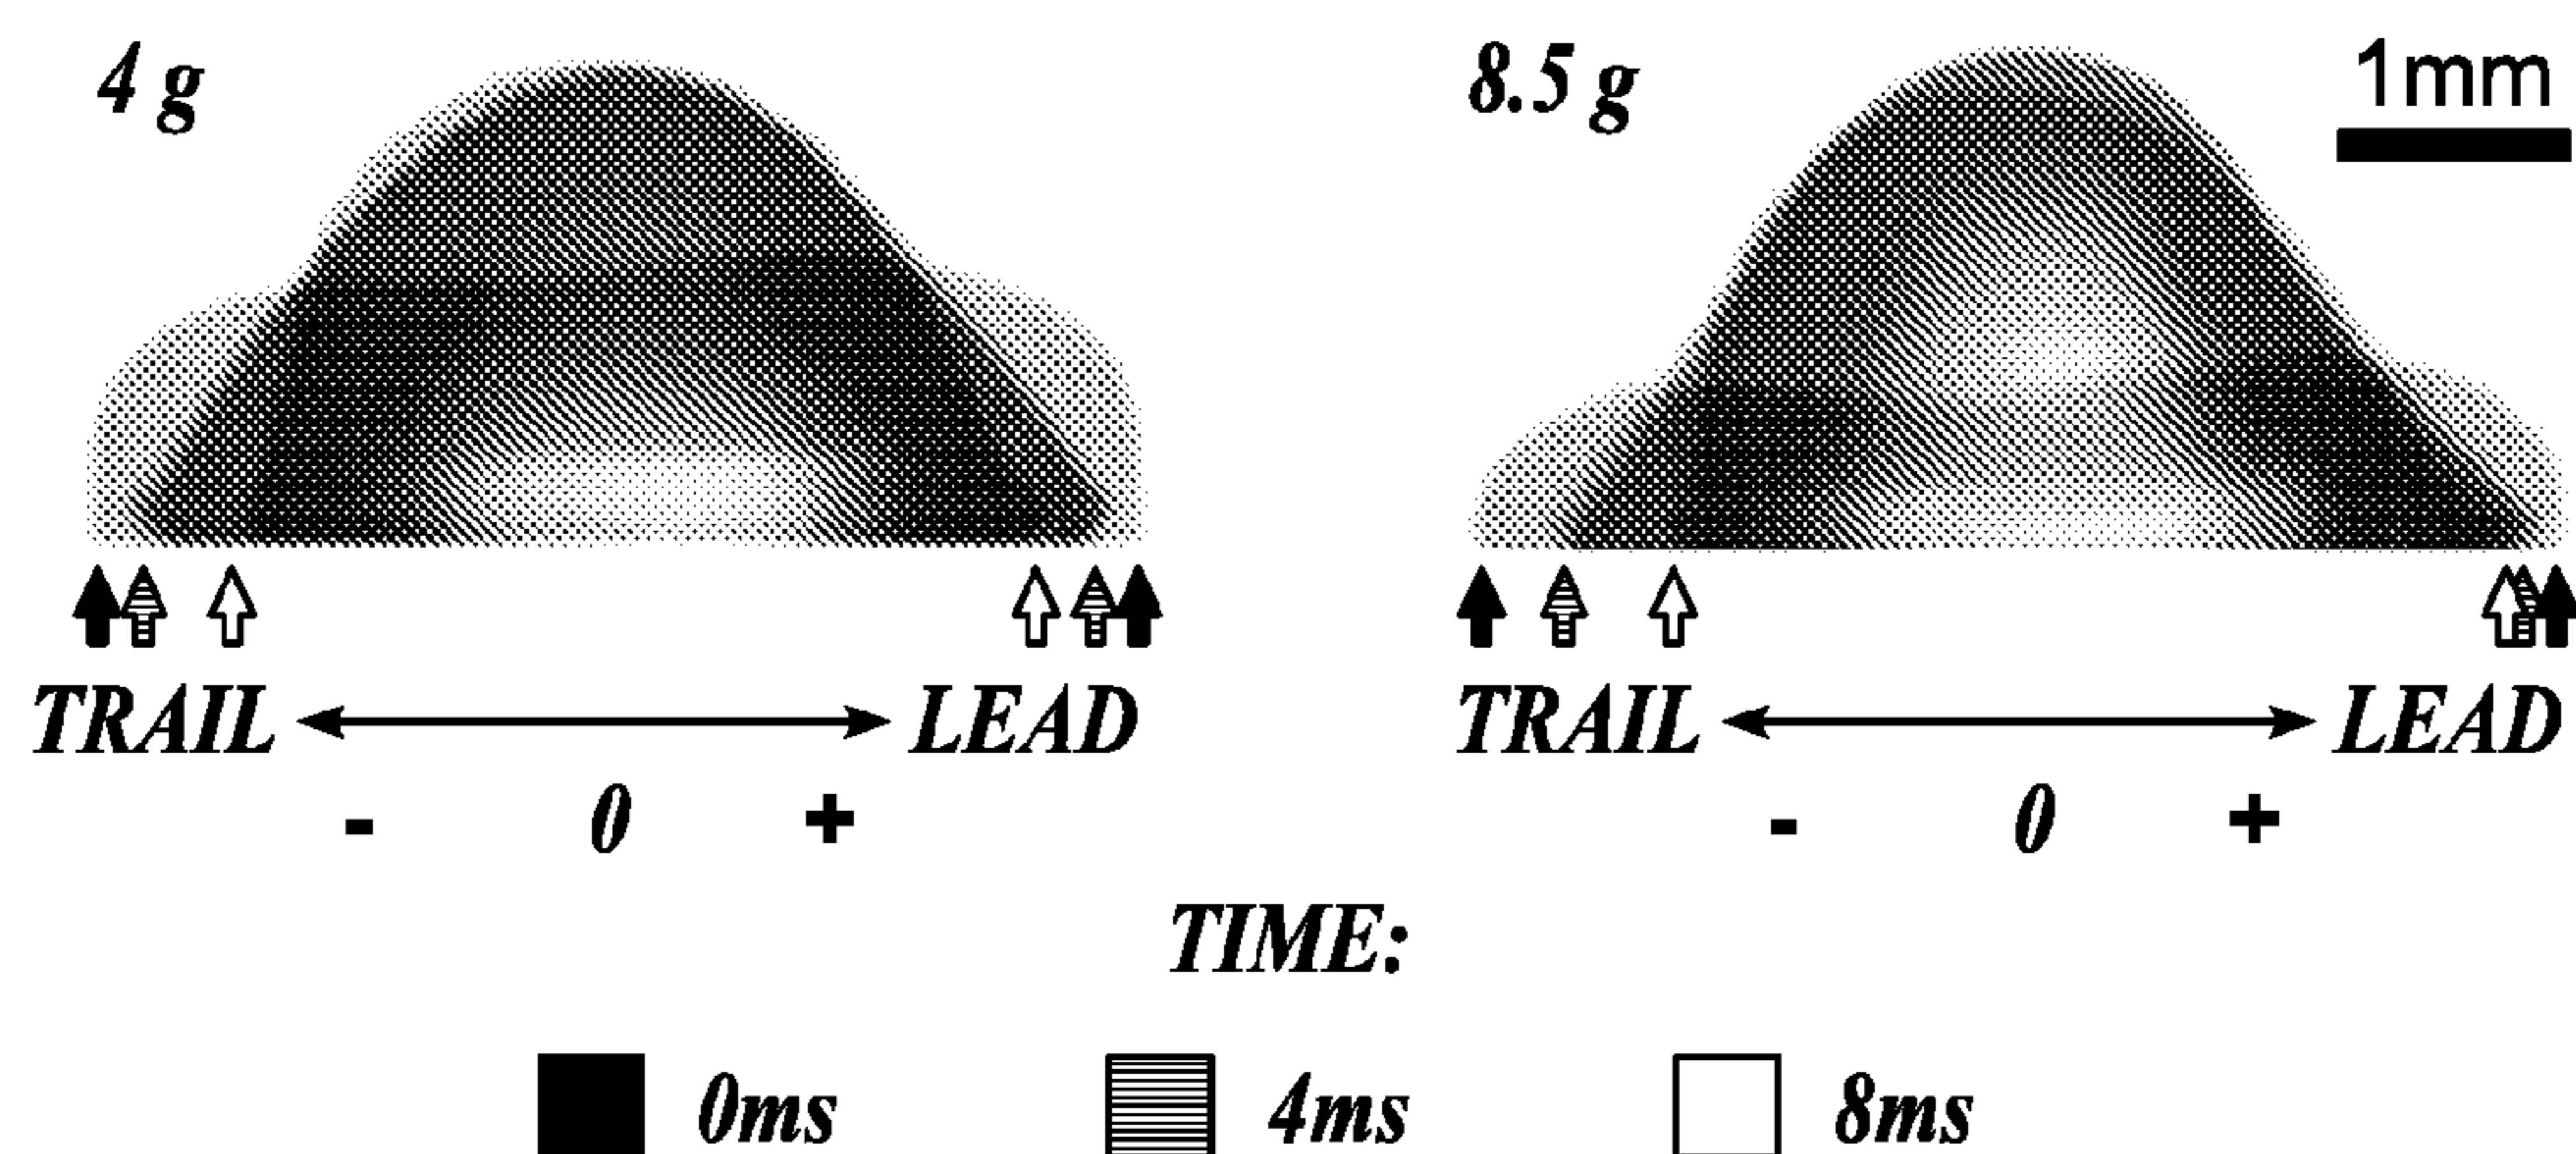 4 g 8.5 g 1mm
TRAIL LEAD TRAIL LEAD
- 0 + - 0 +
TIME:
0ms 4ms 8ms